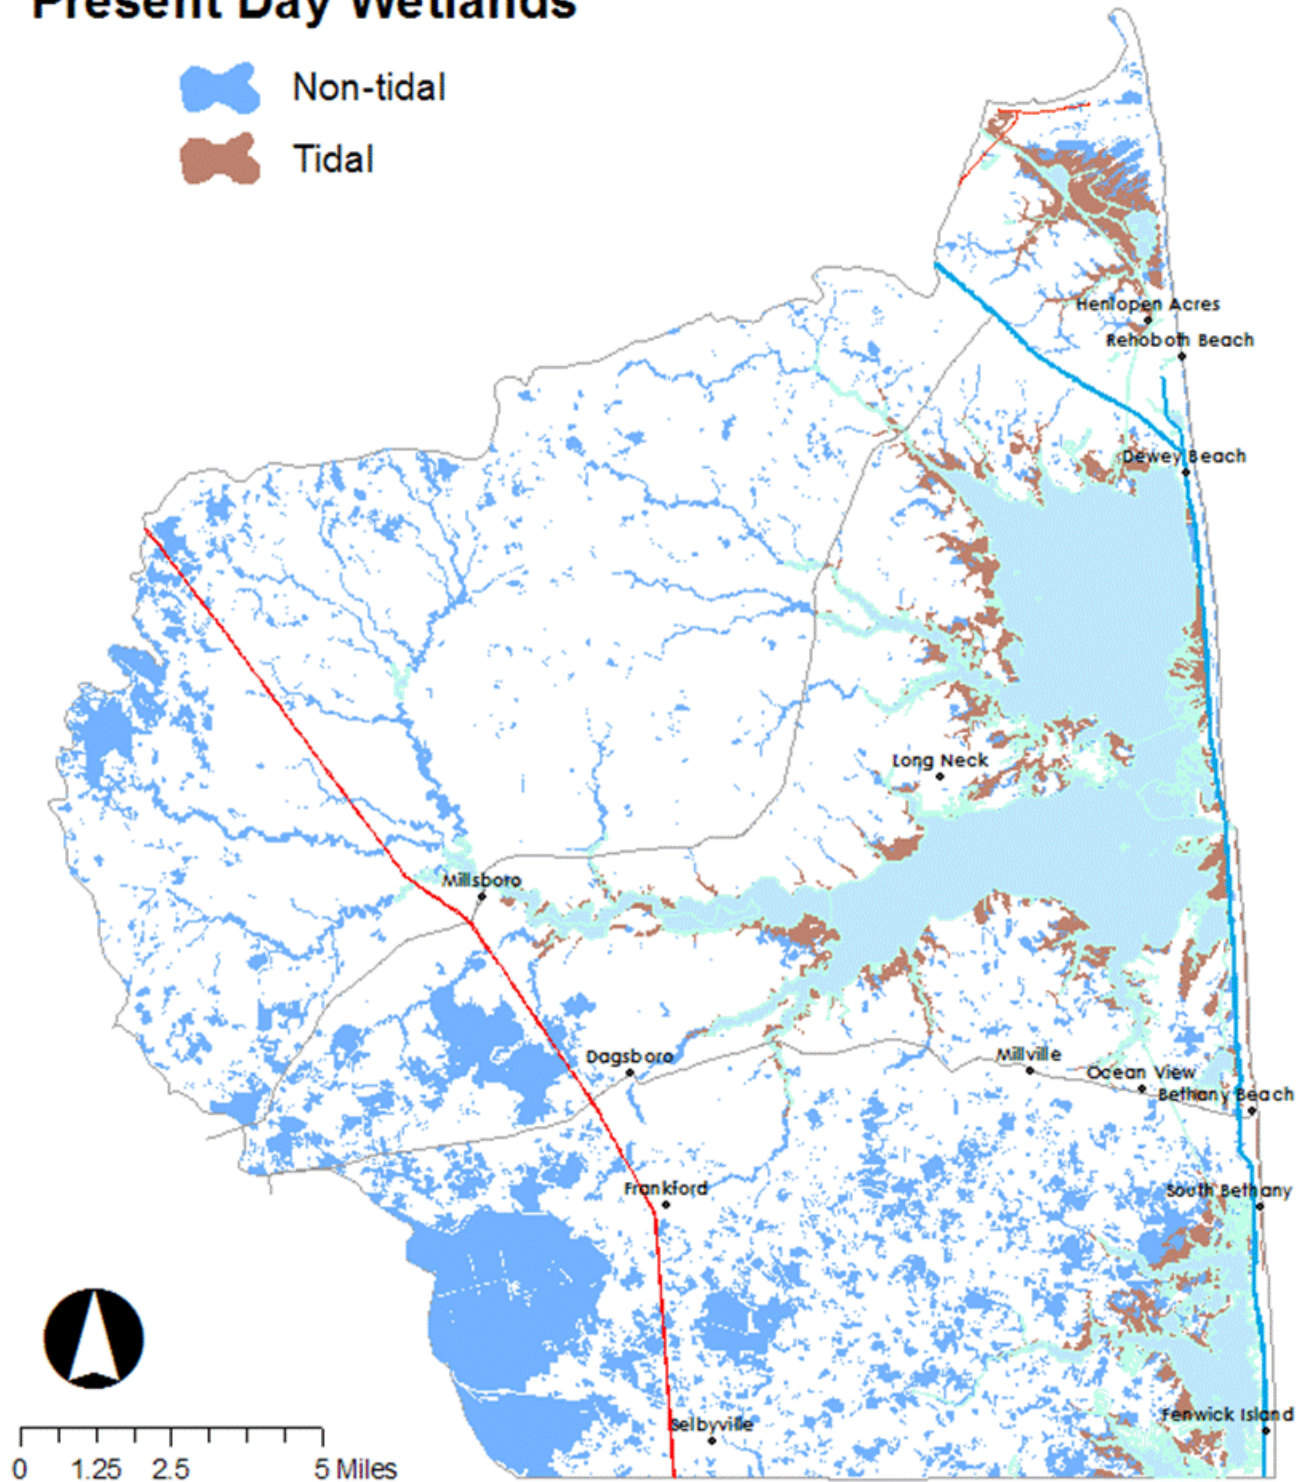 Present Day Wetlands
Non-tidal
Tidal
Henlopen Acres
Rehoboth Beach
Dewey Beach
Long Neck
Millsboro
Dagsboro
Millville
Ocean View
Bethany Beach
Frankford
South Bethany
Fenwick Island
Selbyville
0 1.25 2.5 5 Miles